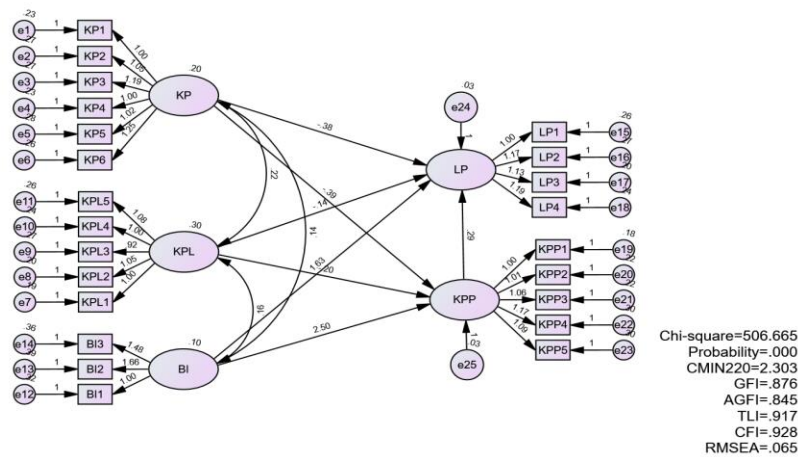 .23
e1 1 KP1
.27
e2 1 KP2
.27
e3 1 KP3
e4 1 KP4
.28
e5 1 KP5
e6 1 KP6
1.00
1.19
1.00
1.02
1.25
.20
KP
.26
e11 1 KPL5
e10 1 KPL4
e9 1 KPL3
e8 1 KPL2
e7 1 KPL1
1.08
1.00
.92
1.05
1.00
.30
KPL
.36
e14 1 BI3
e13 1 BI2
e12 1 BI1
1.48
1.66
1.00
.10
BI
.22
.14
.16
-.38
-.39
-.14
1.63
2.50
.29
.03
e24
1
LP
1.00
1.17
1.13
1.19
LP1 1 e15
.26
LP2 1 e16
LP3 1 e17
LP4 1 e18
KPP
1.00
1.01
1.06
1.17
1.09
KPP1 1 e19
.18
KPP2 1 e20
KPP3 1 e21
KPP4 1 e22
KPP5 1 e23
1
.03
e25
Chi-square=506.665
Probability=.000
CMIN220=2.303
GFI=.876
AGFI=.845
TLI=.917
CFI=.928
RMSEA=.065